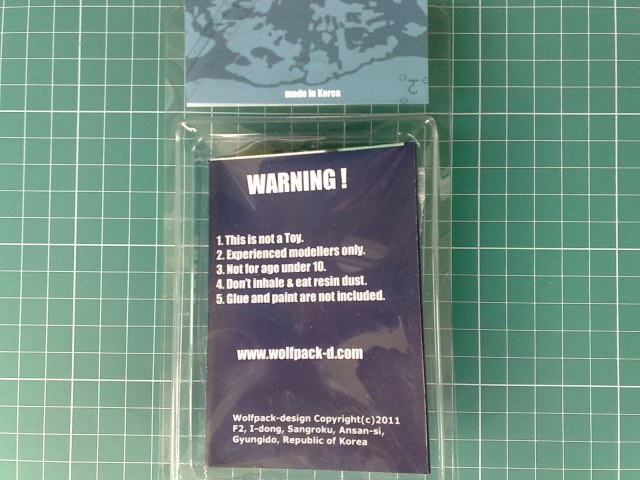 made in Korea
WARNING !
1. This is not a Toy.
2. Experienced modellers only.
3. Not for age under 10.
4. Don't inhale & eat resin dust.
5. Glue and paint are not included.
www.wolfpack-d.com
Wolfpack-design Copyright(c)2011
F2, I-dong, Sangroku, Ansan-si,
Gyungido, Republic of Korea